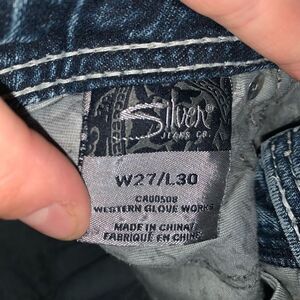 Silver
JEANS CO.
W27/L30
CA00508
WESTERN GLOVE WORKS
MADE IN CHINA/
FABRIQUÉ EN CHINE